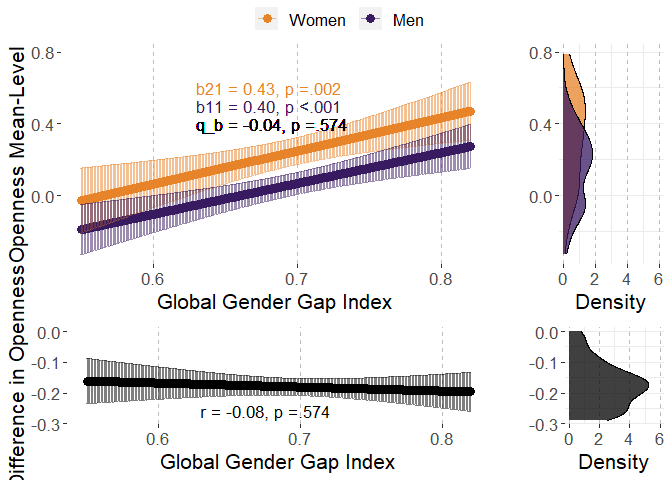 Women Men
Openness Mean-Level
0.8
0.4
0.0
b21 = 0.43, p = .002
b11 = 0.40, p < .001
q_b = -0.04, p = .574
0.6 0.7 0.8
Global Gender Gap Index
0 2 4 6
Density
Difference in Openness
0.0
-0.1
-0.2
-0.3
r = -0.08, p = .574
0.6 0.7 0.8
Global Gender Gap Index
0.8
0.4
0.0
0.0
-0.1
-0.2
-0.3
0 2 4 6
Density